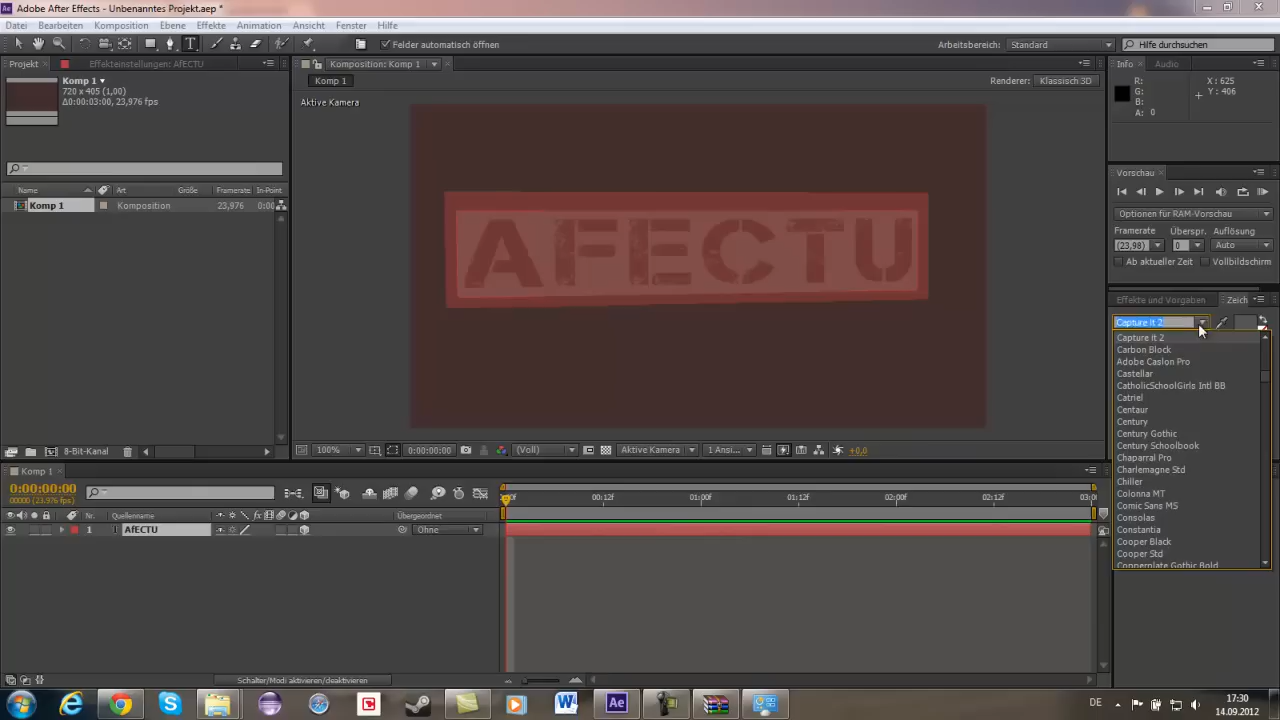 Adobe After Effects - Unbenanntes Projekt.aep *
Datei Bearbeiten Komposition Ebene Effekte Animation Ansicht Fenster Hilfe
Felder automatisch öffnen
Arbeitsbereich: Standard
Hilfe durchsuchen
Projekt Effekteinstellungen: AfECTU
Komposition: Komp 1
Info Audio
Komp 1
720 x 405 (1,00)
Δ0:00:03:00, 23,976 fps
Komp 1
Renderer: Klassisch 3D
Aktive Kamera
R:
G:
B:
A: 0
X : 625
Y : 406
AFECTU
Vorschau
Name Art Größe Framerate In-Point
Komp 1 Komposition 23,976 0:00
Optionen für RAM-Vorschau
Framerate Überspr. Auflösung
(23,98) 0 Auto
Ab aktueller Zeit Vollbildschirm
Effekte und Vorgaben Zeich
Capture it 2
Capture it 2
Carbon Block
Adobe Caslon Pro
Castellar
CatholicSchoolGirls Intl BB
Catriel
Centaur
Century
Century Gothic
Century Schoolbook
Chaparral Pro
Charlemagne Std
Chiller
Colonna MT
Comic Sans MS
Consolas
Constantia
Cooper Black
Cooper Std
Copperplate Gothic Bold
8-Bit-Kanal
100% 0:00:00:00 (Voll) Aktive Kamera 1 Ansi... +0,0
Komp 1
0:00:00:00
00000 (23.976 fps)
00:12f 01:00f 01:12f 02:00f 02:12f
Nr. Quellenname Übergeordnet
1 T AfECTU Ohne
Schalter/Modi aktivieren/deaktivieren
DE
17:30
14.09.2012